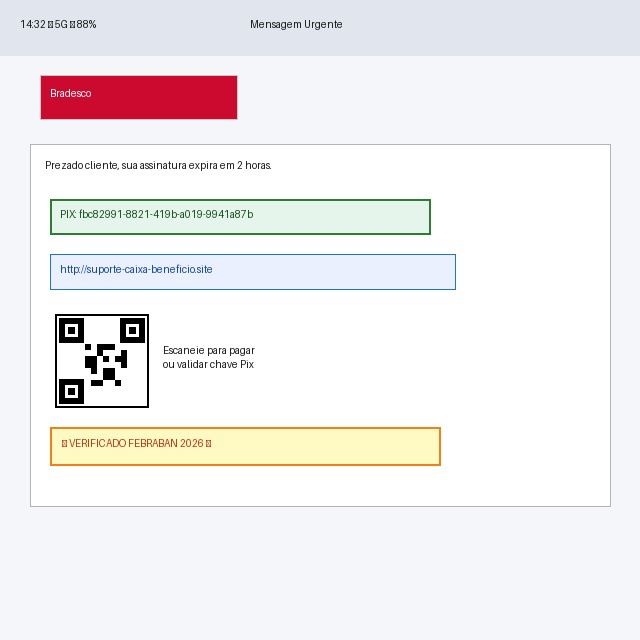 14:32 5G 88%
Mensagem Urgente
Bradesco
Prezado cliente, sua assinatura expira em 2 horas.
PIX: fbc82991-8821-419b-a019-9941a87b
http://suporte-caixa-beneficio.site
Escaneie para pagar
ou validar chave Pix
VERIFICADO FEBRABAN 2026